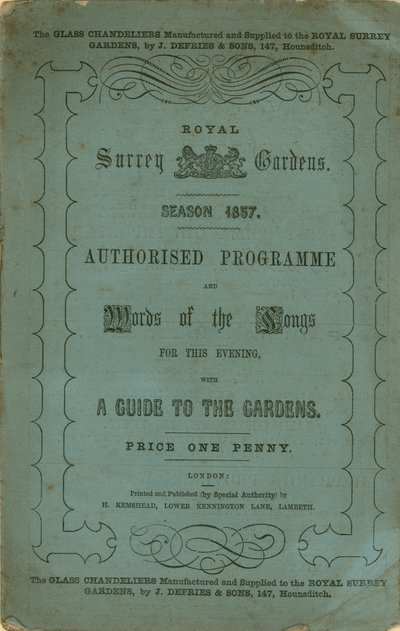 The GLASS CHANDELIERS Manufactured and Supplied to the ROYAL SURREY
GARDENS, by J. DEFRIES & SONS, 147, Hounsditch.
ROYAL
Surrey Gardens.
SEASON 1857.
AUTHORISED PROGRAMME
AND
Words of the Songs
FOR THIS EVENING,
WITH
A GUIDE TO THE GARDENS.
PRICE ONE PENNY.
LONDON:
Printed and Published (by Special Authority) by
H. KEMSHEAD, LOWER KENNINGTON LANE, LAMBETH.
The GLASS CHANDELIERS Manufactured and Supplied to the ROYAL SURREY
GARDENS, by J. DEFRIES & SONS, 147, Hounsditch.